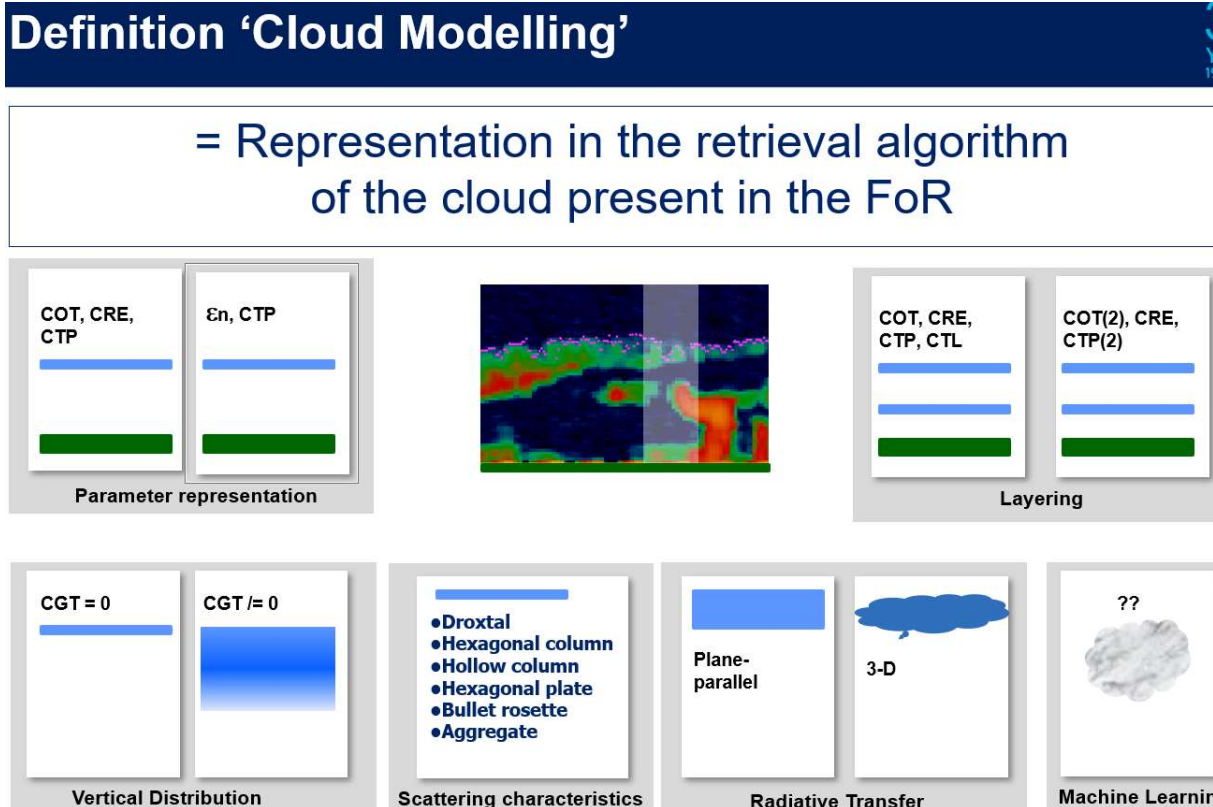 Definition ‘Cloud Modelling’
= Representation in the retrieval algorithm
of the cloud present in the FoR
COT, CRE,
CTP
εn, CTP
Parameter representation
COT, CRE,
CTP, CTL
COT(2), CRE,
CTP(2)
Layering
CGT = 0
CGT /= 0
Vertical Distribution
●Droxtal
●Hexagonal column
●Hollow column
●Hexagonal plate
●Bullet rosette
●Aggregate
Scattering characteristics
Plane-
parallel
3-D
Radiative Transfer
??
Machine Learnin